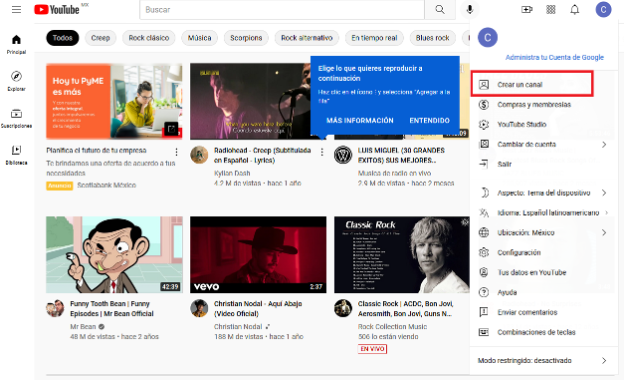 YouTube MX
Buscar
C
Todos
Creep
Rock clásico
Música
Scorpions
Rock alternativo
En tiempo real
Blues rock
Principal
Explorar
Suscripciones
Biblioteca
Hoy tu PyME
es más
Planifica el futuro de tu empresa
Te brindamos una oferta de acuerdo a tus
necesidades
Anuncio Scotiabank México
Radiohead - Creep (Subtitulada
en Español - Lyrics)
Kylian Dash
4.2 M de vistas • hace 1 año
Elige lo que quieres reproducir a
continuación
Haz clic en el ícono y selecciona "Agregar a la
fila"
MÁS INFORMACIÓN
ENTENDIDO
LUIS MIGUEL (30 GRANDES
EXITOS) SUS MEJORES...
Musica de radio en vivo
2.9 M de vistas • hace 2 meses
42:39
Funny Tooth Bean | Funny
Episodes | Mr Bean Official
Mr Bean
48 M de vistas • hace 2 años
vevo
2:37
Christian Nodal - Aquí Abajo
(Video Oficial)
Christian Nodal
188 M de vistas • hace 1 año
Classic Rock
Classic Rock | ACDC, Bon Jovi,
Aerosmith, Bon Jovi, Guns N...
Rock Collection Music
506 lo están viendo
EN VIVO
C
Administra tu Cuenta de Google
Crear un canal
Compras y membresías
YouTube Studio
Cambiar de cuenta
Salir
Aspecto: Tema del dispositivo
Idioma: Español latinoamericano
Ubicación: México
Configuración
Tus datos en YouTube
Ayuda
Enviar comentarios
Combinaciones de teclas
Modo restringido: desactivado